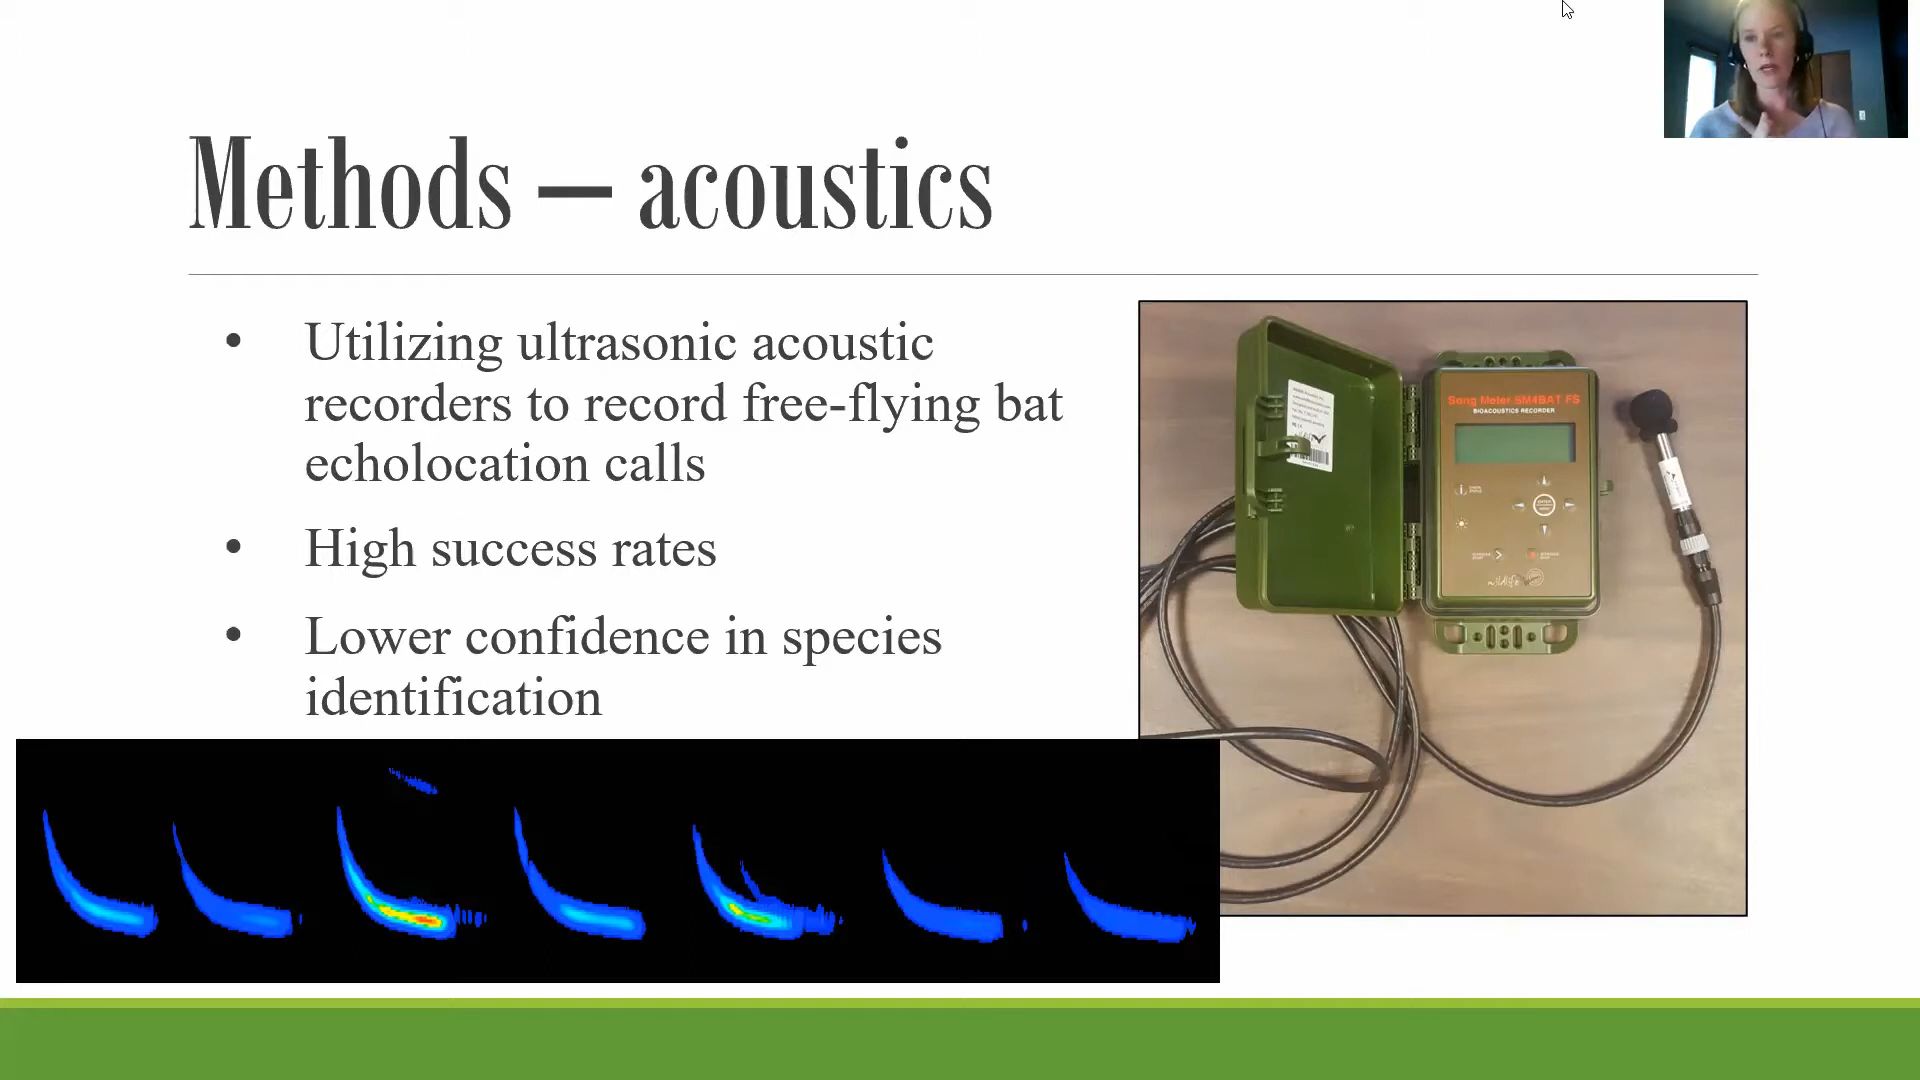 Methods – acoustics
• Utilizing ultrasonic acoustic
recorders to record free-flying bat
echolocation calls
• High success rates
• Lower confidence in species
identification
Song Meter SM4BAT FS
BIOACOUSTICS RECORDER